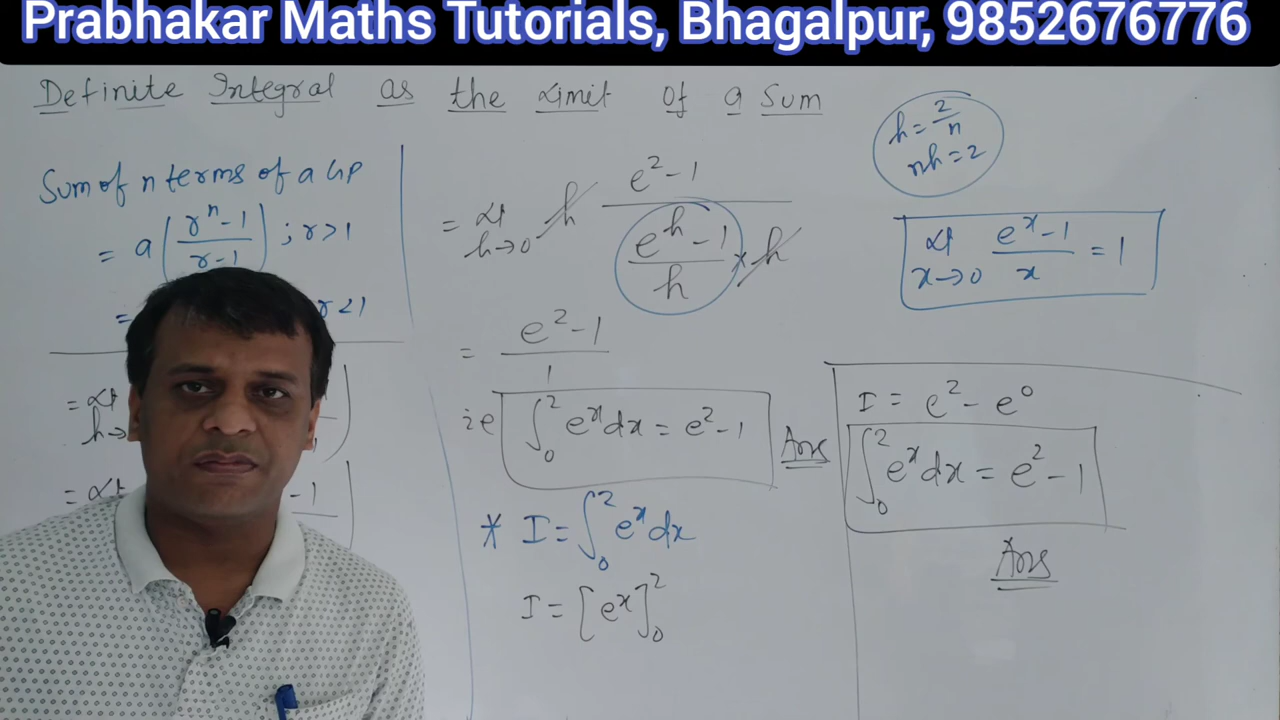 Prabhakar Maths Tutorials, Bhagalpur, 9852676776
Definite Integral as the Limit of a Sum
Sum of n terms of a GP
= a ( (r^n - 1) / (r - 1) ) ; r > 1
= r < 1
= Lt h→
= Lt - 1
= Lt h→0 h (e^2 - 1) / ( (e^h - 1)/h × h )
= (e^2 - 1) / 1
ie ∫_0^2 e^x dx = e^2 - 1 Ans
* I = ∫_0^2 e^x dx
I = [e^x]_0^2
h = 2/n
nh = 2
Lt x→0 (e^x - 1)/x = 1
I = e^2 - e^0
∫_0^2 e^x dx = e^2 - 1
Ans